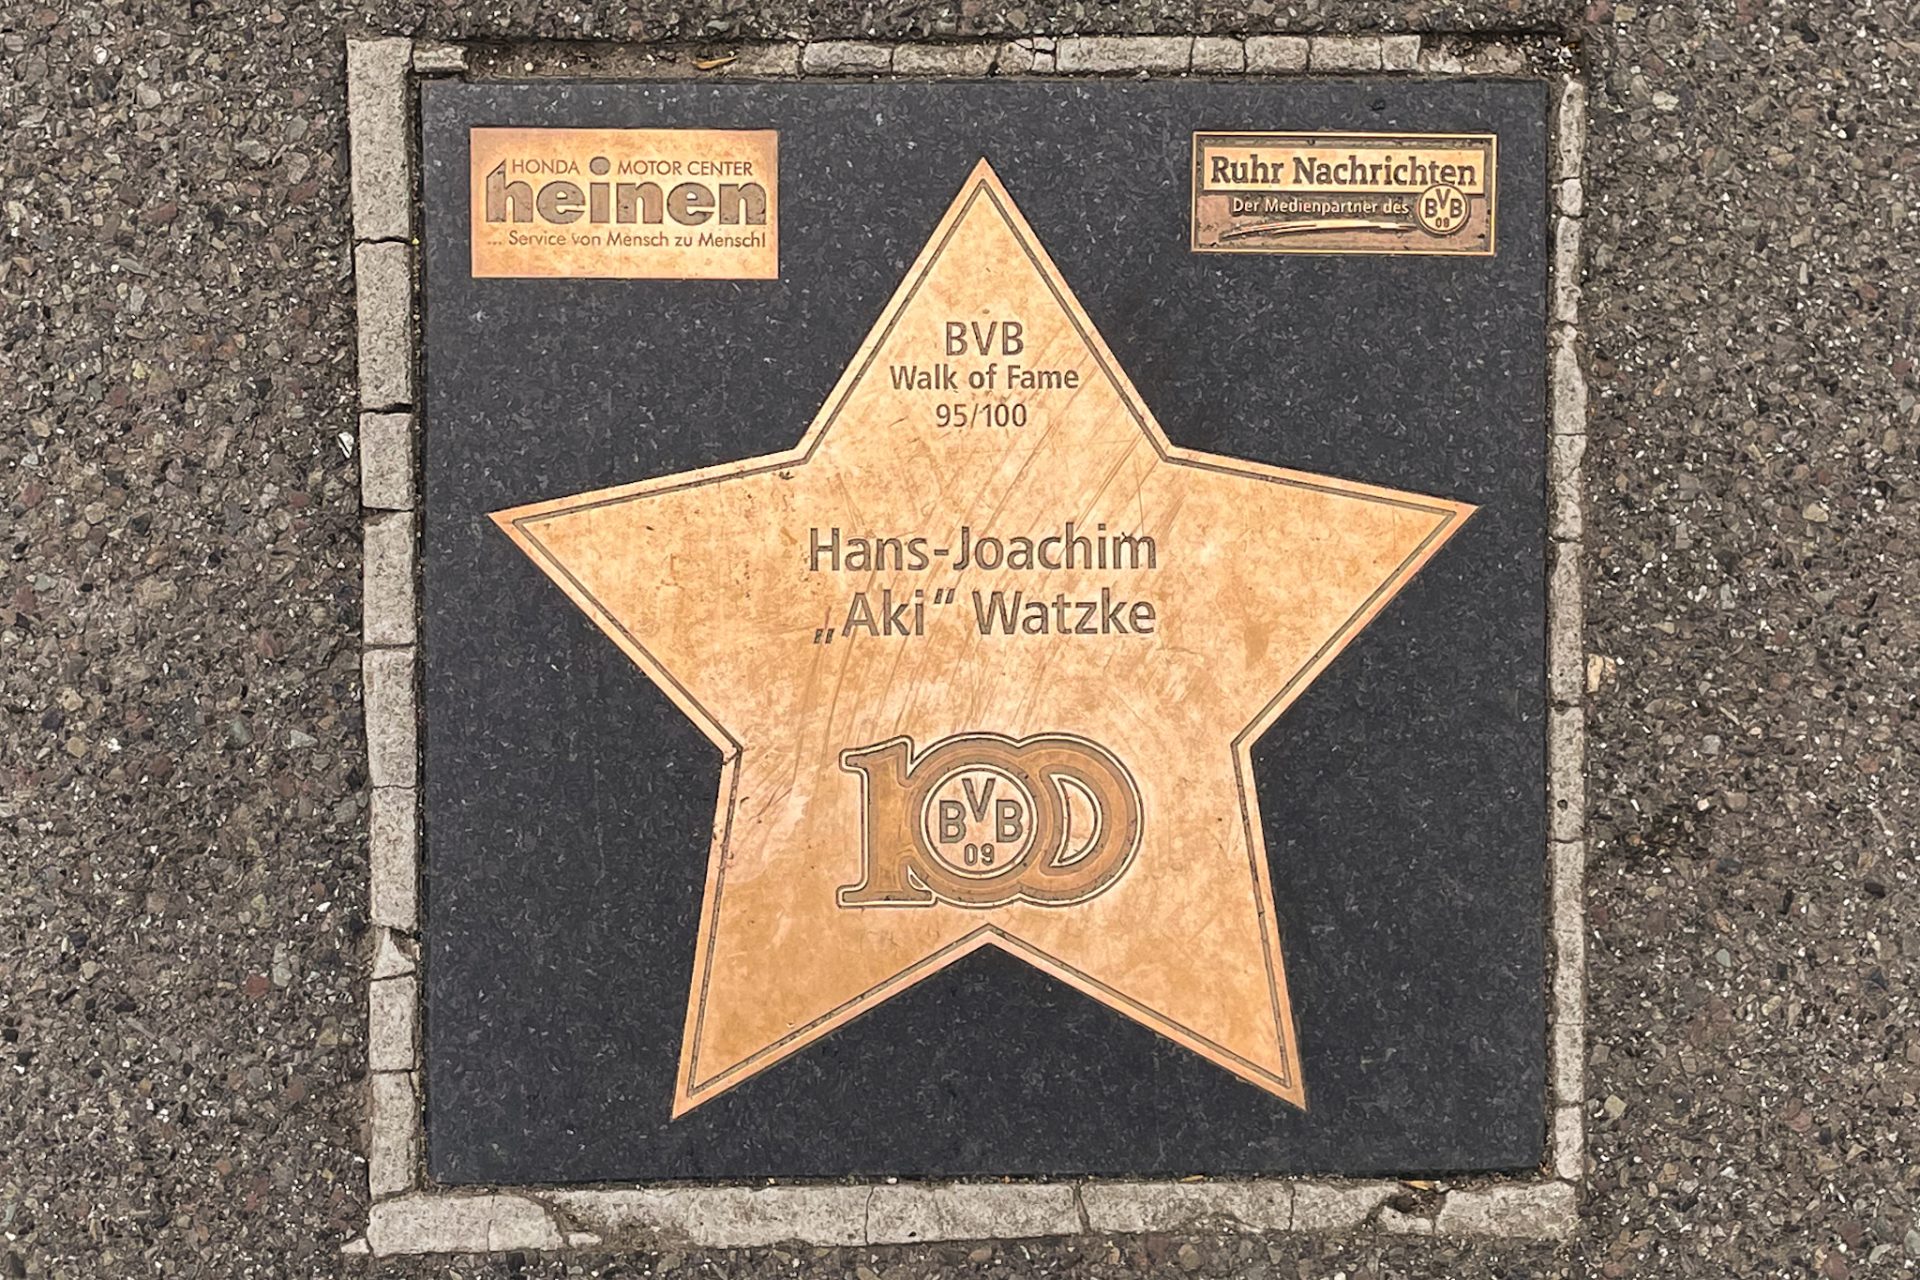 HONDA MOTOR CENTER
heinen
... Service von Mensch zu Mensch!
Ruhr Nachrichten
Der Medienpartner des BVB 09
BVB
Walk of Fame
95/100
Hans-Joachim
„Aki“ Watzke
100
BVB
09